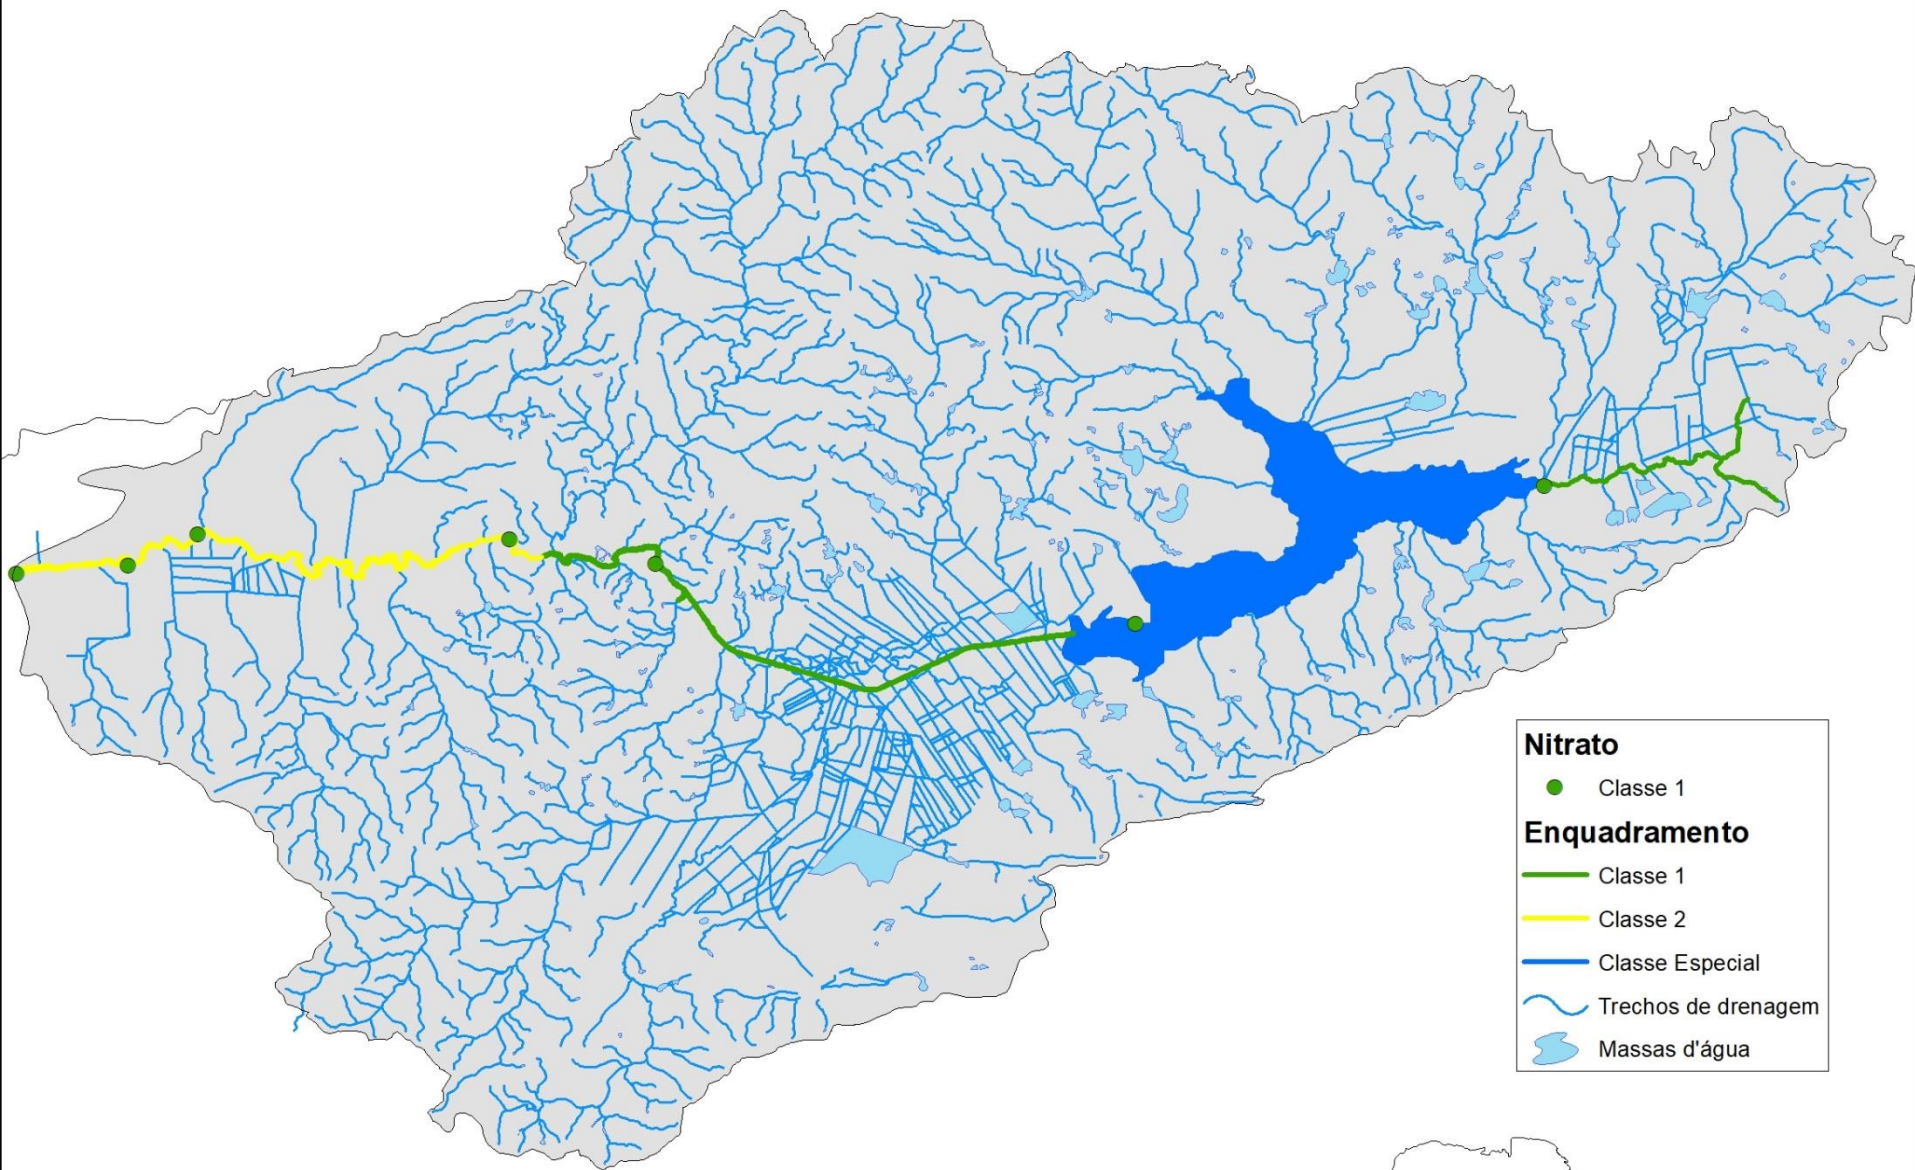 Nitrato
Classe 1
Enquadramento
Classe 1
Classe 2
Classe Especial
Trechos de drenagem
Massas d'água